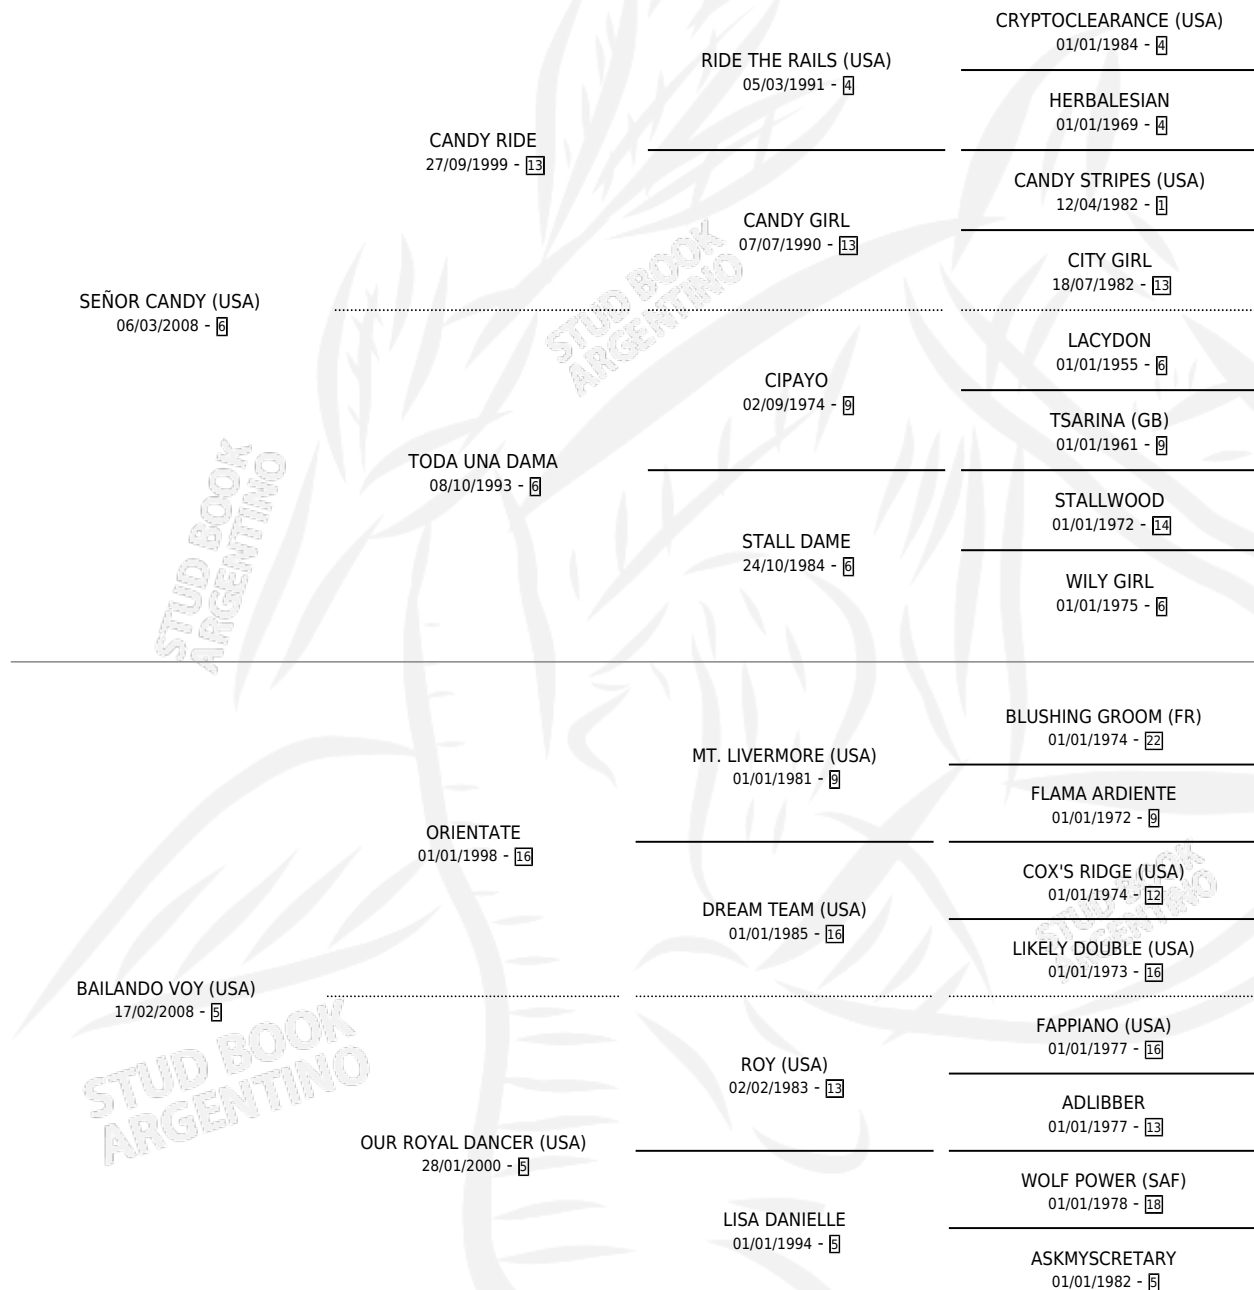 CRYPTOCLEARANCE (USA)
01/01/1984 - 4
RIDE THE RAILS (USA)
05/03/1991 - 4
HERBALESIAN
01/01/1969 - 4
CANDY RIDE
27/09/1999 - 13
CANDY STRIPES (USA)
12/04/1982 - 1
CANDY GIRL
07/07/1990 - 13
CITY GIRL
18/07/1982 - 13
SEÑOR CANDY (USA)
06/03/2008 - 6
LACYDON
01/01/1955 - 6
CIPAYO
02/09/1974 - 9
TSARINA (GB)
01/01/1961 - 9
TODA UNA DAMA
08/10/1993 - 6
STALLWOOD
01/01/1972 - 14
STALL DAME
24/10/1984 - 6
WILY GIRL
01/01/1975 - 6
BLUSHING GROOM (FR)
01/01/1974 - 22
MT. LIVERMORE (USA)
01/01/1981 - 9
FLAMA ARDIENTE
01/01/1972 - 9
ORIENTATE
01/01/1998 - 16
COX'S RIDGE (USA)
01/01/1974 - 12
DREAM TEAM (USA)
01/01/1985 - 16
LIKELY DOUBLE (USA)
01/01/1973 - 16
BAILANDO VOY (USA)
17/02/2008 - 5
FAPPIANO (USA)
01/01/1977 - 16
ROY (USA)
02/02/1983 - 13
ADLIBBER
01/01/1977 - 13
OUR ROYAL DANCER (USA)
28/01/2000 - 5
WOLF POWER (SAF)
01/01/1978 - 18
LISA DANIELLE
01/01/1994 - 5
ASKMYSCRETARY
01/01/1982 - 5
STUD BOOK
ARGENTINO
STUD BOOK
ARGENTINO
STUD BOOK
ARGENTINO
STUD BOOK
ARGENTINO